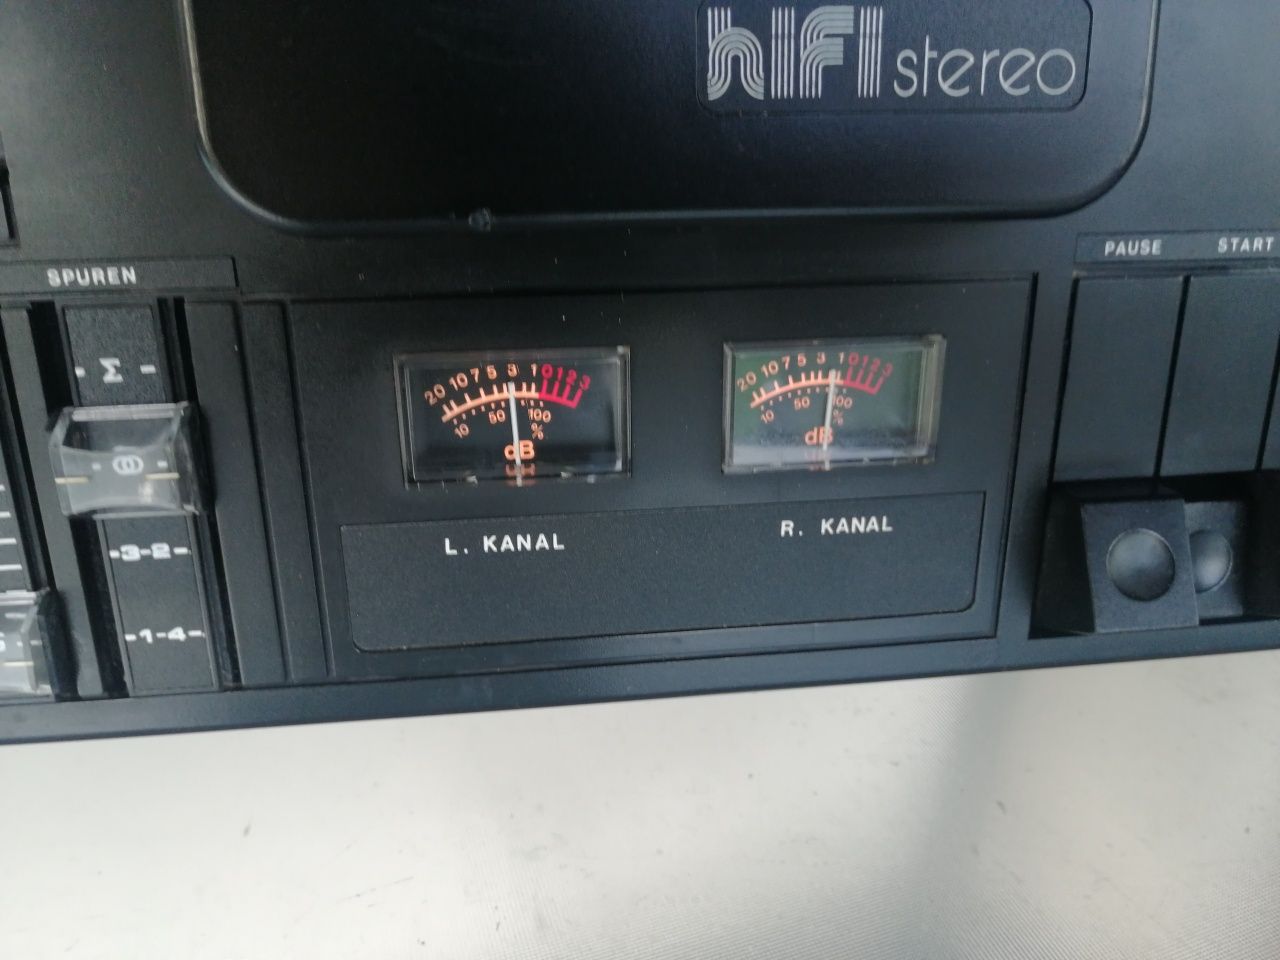 hifi stereo
PAUSE START
SPUREN
Σ
20 10 7 5 3 1 0 1 2 3
10 50 100
%
dB
20 10 7 5 3 1 0 1 2 3
10 50 100
%
dB
-3-2-
-1-4-
L. KANAL
R. KANAL